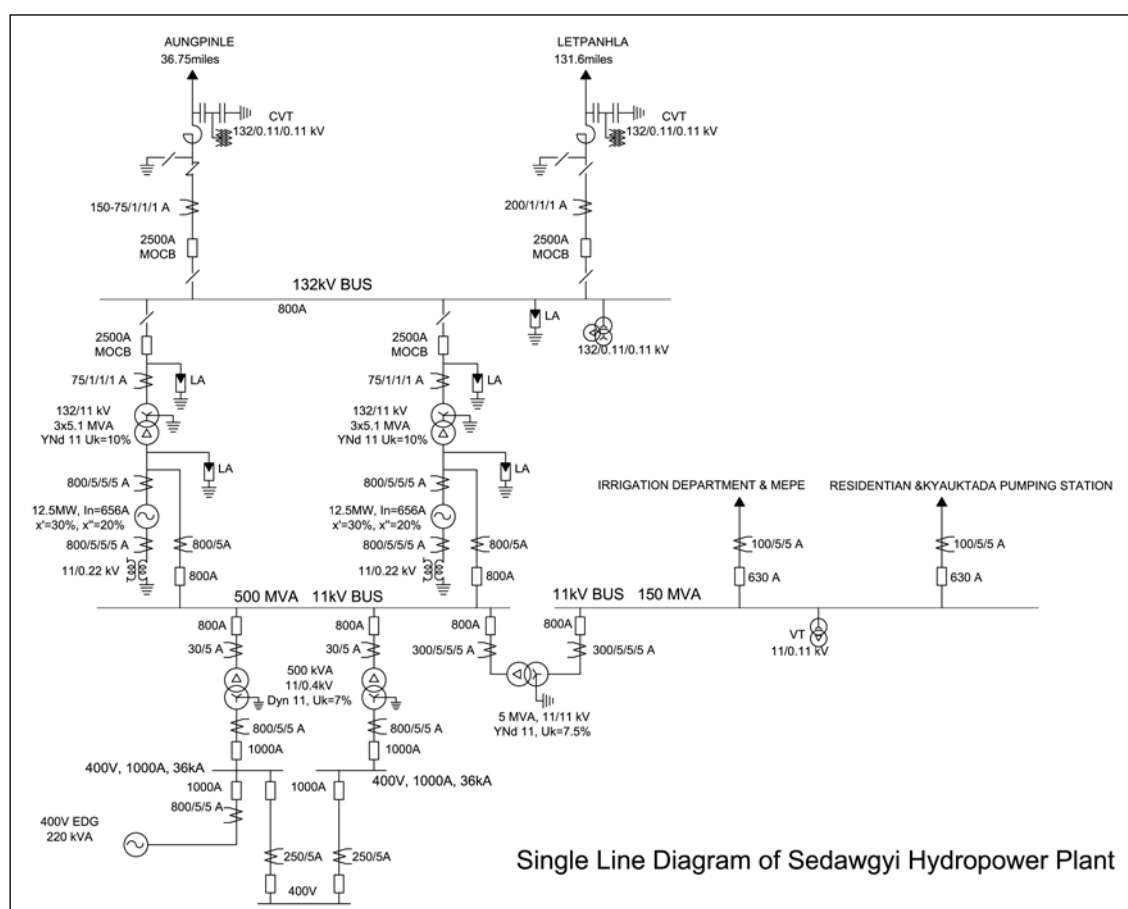 AUNGPINLE
36.75miles
LETPANHLA
131.6miles
CVT
132/0.11/0.11 kV
CVT
132/0.11/0.11 kV
150-75/1/1/1 A
200/1/1/1 A
2500A
MOCB
2500A
MOCB
132kV BUS
800A
LA
132/0.11/0.11 kV
2500A
MOCB
2500A
MOCB
75/1/1/1 A
LA
75/1/1/1 A
LA
132/11 kV
3x5.1 MVA
YNd 11 Uk=10%
132/11 kV
3x5.1 MVA
YNd 11 Uk=10%
LA
LA
800/5/5/5 A
800/5/5/5 A
IRRIGATION DEPARTMENT & MEPE
RESIDENTIAN &KYAUKTADA PUMPING STATION
12.5MW, In=656A
x'=30%, x''=20%
12.5MW, In=656A
x'=30%, x''=20%
800/5/5/5 A
800/5A
800/5/5/5 A
800/5A
100/5/5 A
100/5/5 A
11/0.22 kV
800A
11/0.22 kV
800A
630 A
630 A
500 MVA 11kV BUS
11kV BUS 150 MVA
800A
800A
800A
800A
VT
11/0.11 kV
30/5 A
30/5 A
300/5/5/5 A
300/5/5/5 A
500 kVA
11/0.4kV
Dyn 11, Uk=7%
5 MVA, 11/11 kV
YNd 11, Uk=7.5%
800/5/5 A
800/5/5 A
1000A
1000A
400V, 1000A, 36kA
400V, 1000A, 36kA
1000A
1000A
800/5/5 A
400V EDG
220 kVA
250/5A
250/5A
400V
Single Line Diagram of Sedawgyi Hydropower Plant